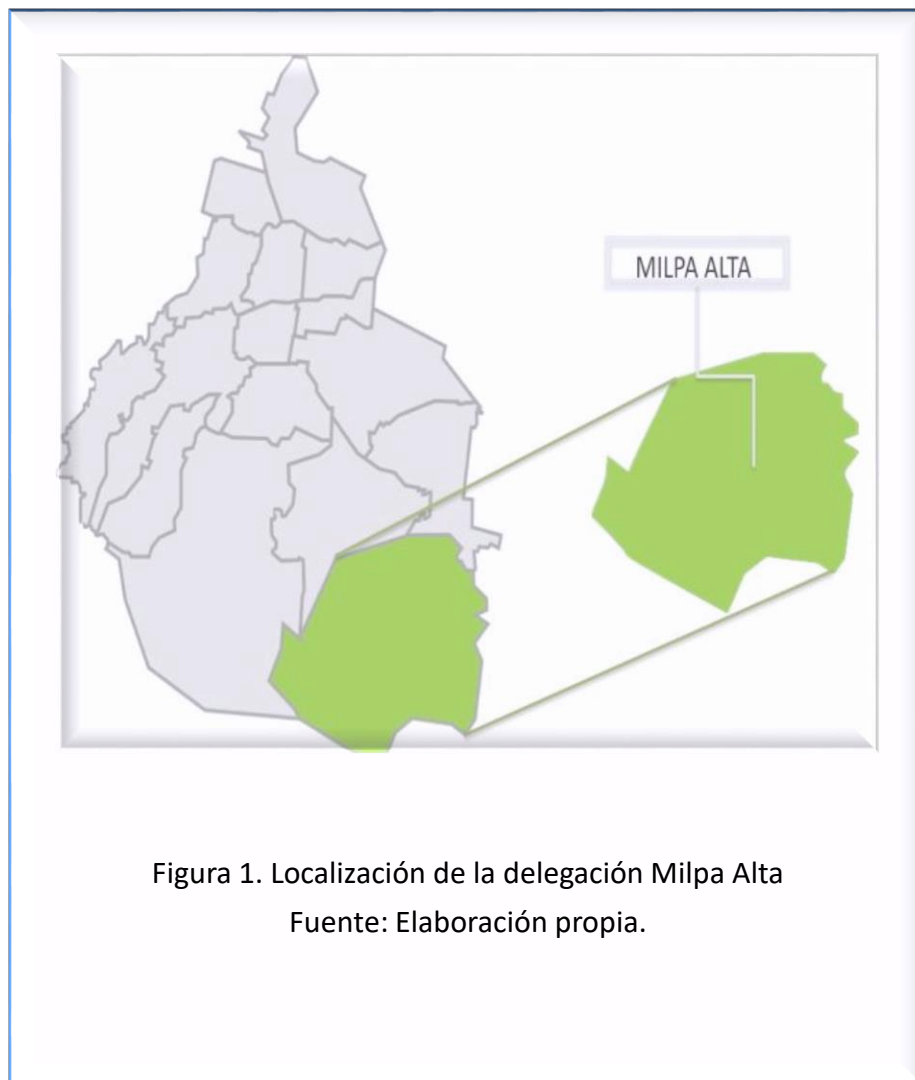 MILPA ALTA
Figura 1. Localización de la delegación Milpa Alta
Fuente: Elaboración propia.